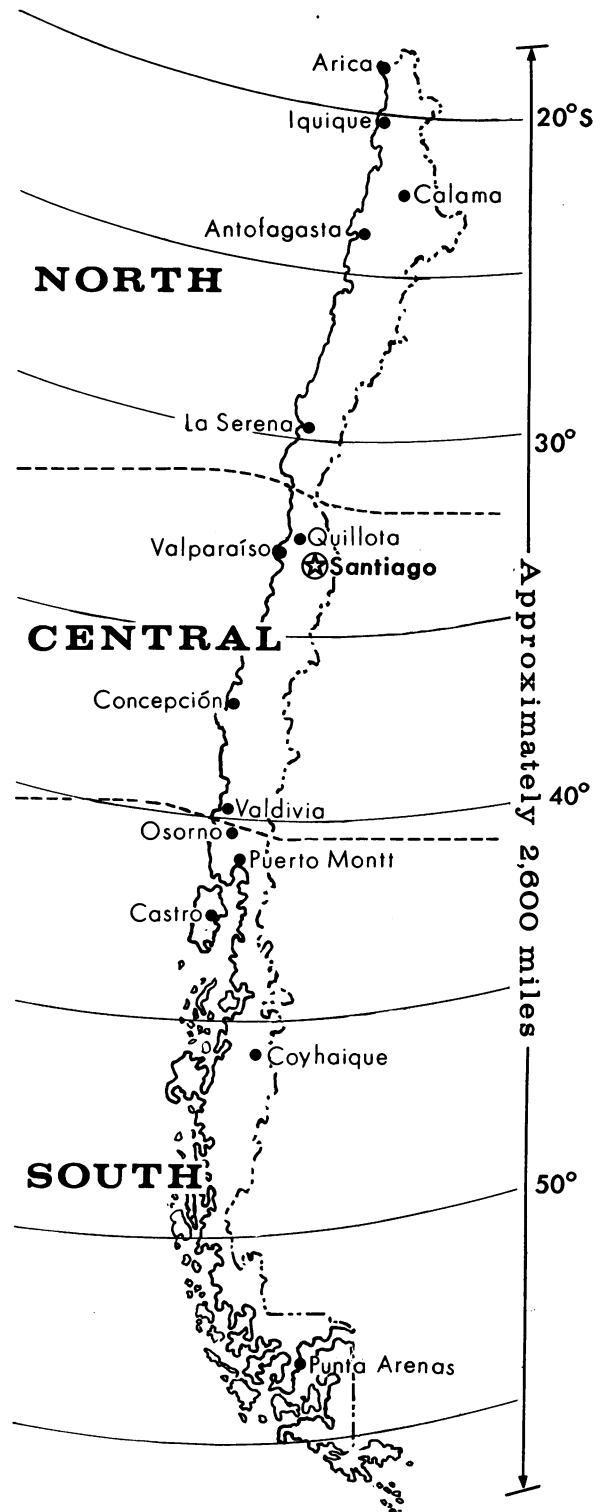 Arica
20°S
Iquique
Calama
Antofagasta
NORTH
La Serena
30°
Quillota
Valparaíso
Santiago
CENTRAL
Concepción
Approximately 2,600 miles
40°
Valdivia
Osorno
Puerto Montt
Castro
Coyhaique
SOUTH
50°
Punta Arenas